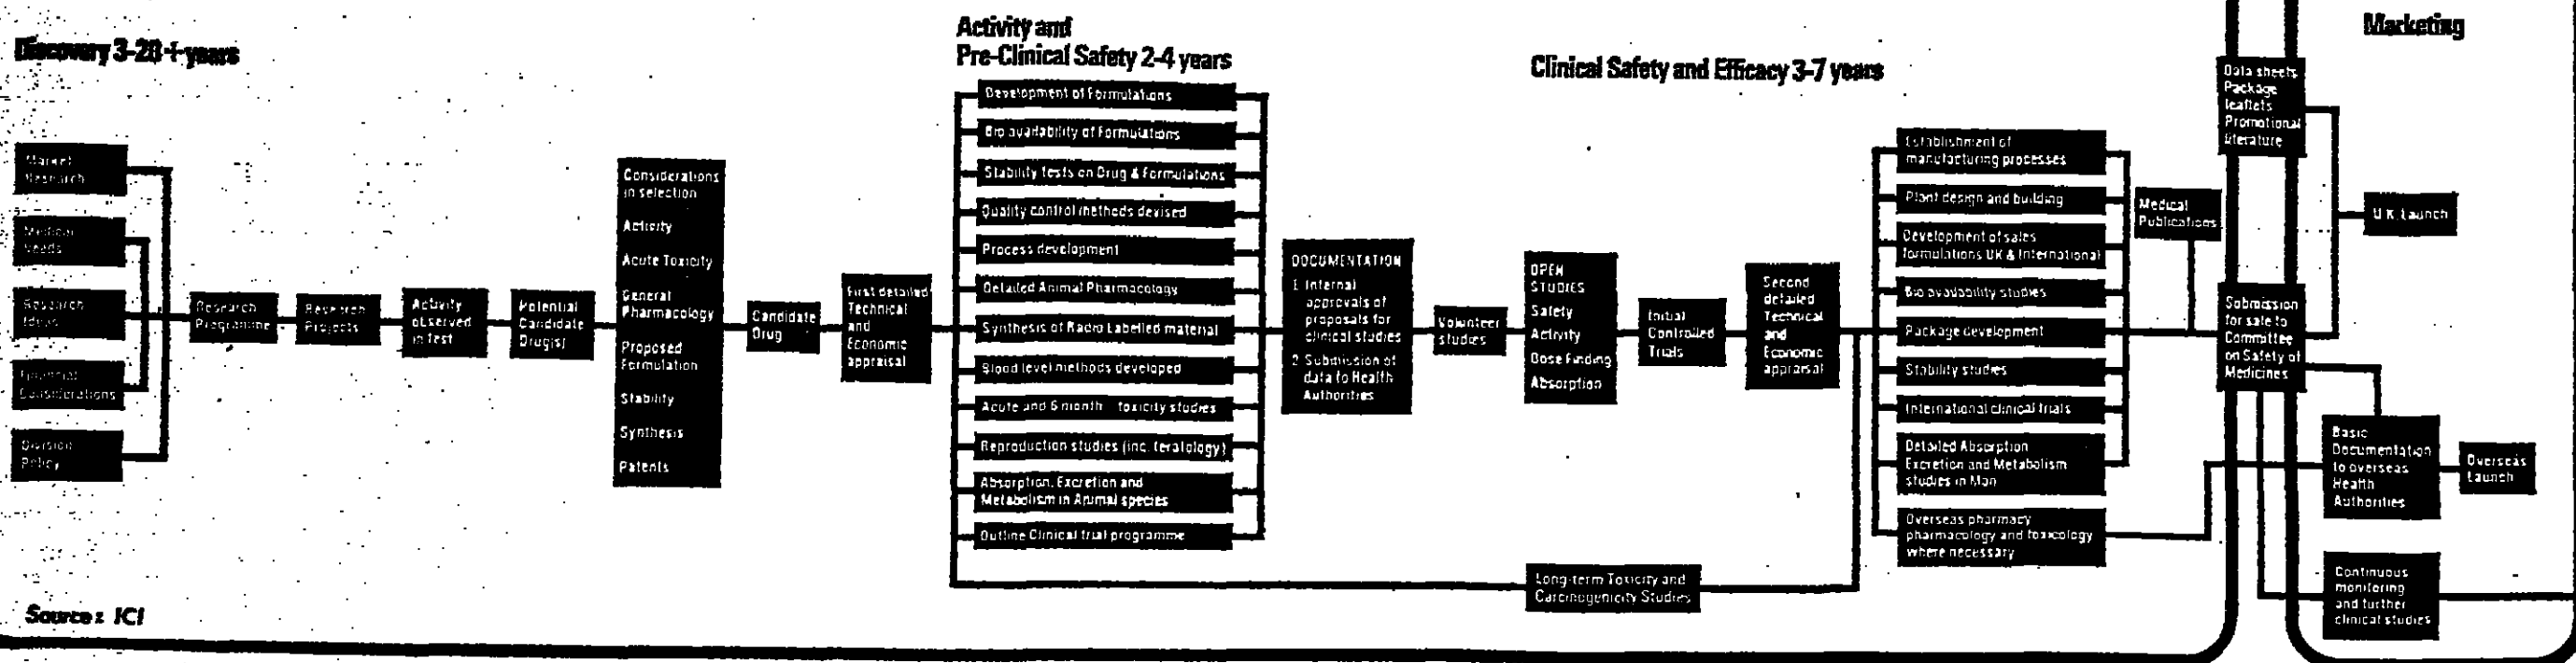 Discovery 3-20+years
Market
Research
Medical
Needs
Research
Ideas
Financial
Considerations
Division
Policy
Research
Programme
Research
Projects
Activity
observed
in test
Potential
Candidate
Drug(s)
Considerations
in selection
Activity
Acute Toxicity
General
Pharmacology
Proposed
Formulation
Stability
Synthesis
Patents
Candidate
Drug
First detailed
Technical
and
Economic
appraisal
Activity and
Pre-Clinical Safety 2-4 years
Development of Formulations
Bio availability of Formulations
Stability tests on Drug & Formulations
Quality control methods devised
Process development
Detailed Animal Pharmacology
Synthesis of Radio Labelled material
Blood level methods developed
Acute and 6 month toxicity studies
Reproduction studies (inc. teratology)
Absorption, Excretion and
Metabolism in Animal species
Outline Clinical trial programme
DOCUMENTATION
1 Internal
approvals of
proposals for
clinical studies
2 Submission of
data to Health
Authorities
Volunteer
studies
Clinical Safety and Efficacy 3-7 years
OPEN
STUDIES
Safety
Activity
Dose Finding
Absorption
Initial
Controlled
Trials
Second
detailed
Technical
and
Economic
appraisal
Long-term Toxicity and
Carcinogenicity Studies
Establishment of
manufacturing processes
Plant design and building
Development of sales
formulations UK & International
Bio availability studies
Package development
Stability studies
International clinical trials
Detailed Absorption
Excretion and Metabolism
studies in Man
Overseas pharmacy
pharmacology and toxicology
where necessary
Medical
Publications
Data sheets
Package
leaflets
Promotional
literature
Submission
for sale to
Committee
on Safety of
Medicines
Marketing
U.K. Launch
Basic
Documentation
to overseas
Health
Authorities
Overseas
Launch
Continuous
monitoring
and further
clinical studies
Source: ICI